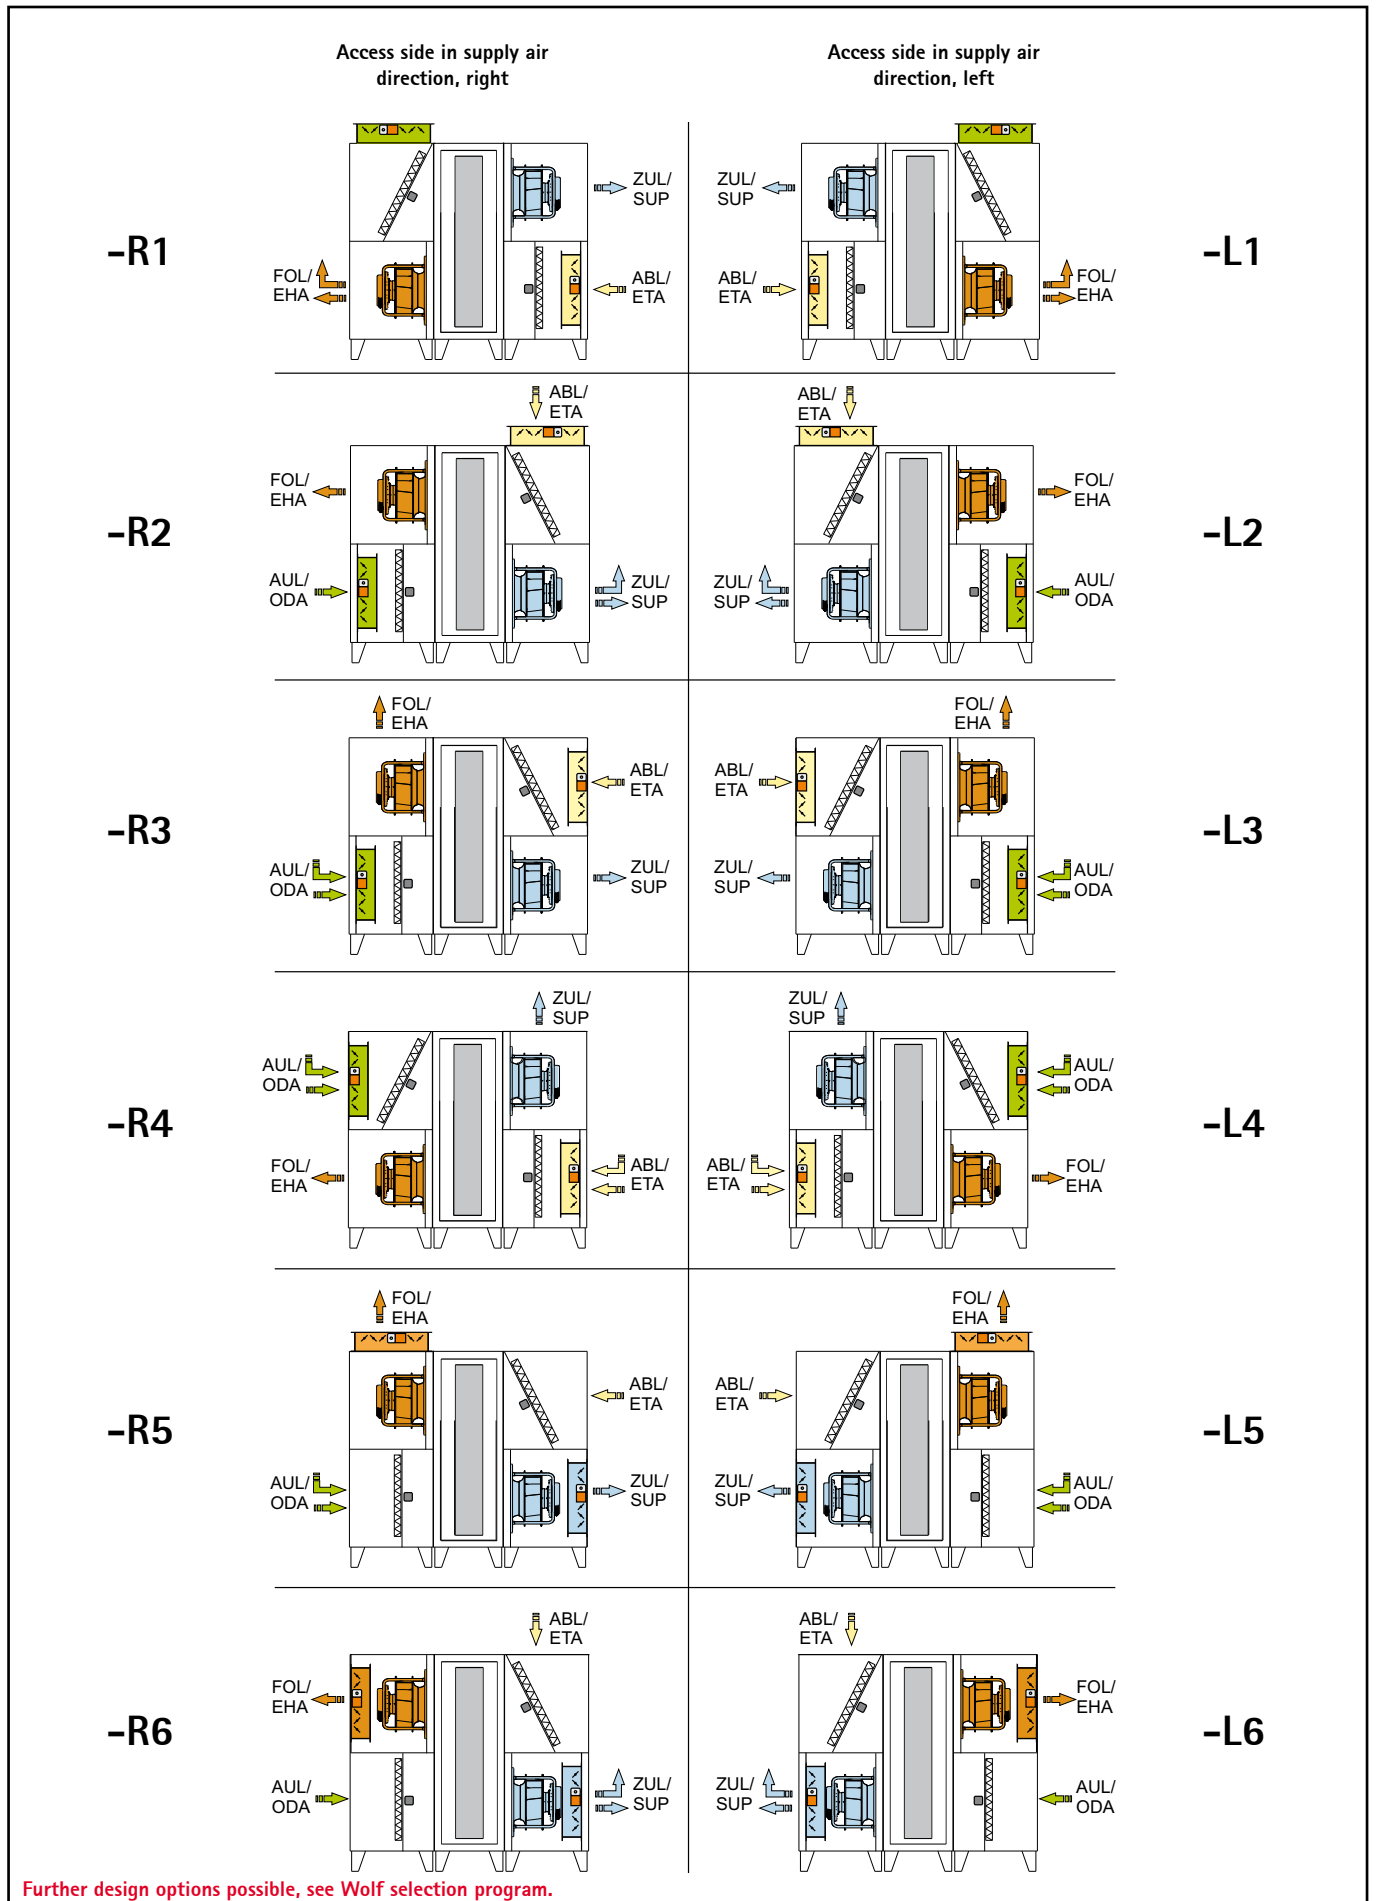 Access side in supply air
direction, right
Access side in supply air
direction, left
-R1
ZUL/
SUP
FOL/
EHA
ABL/
ETA
ZUL/
SUP
ABL/
ETA
FOL/
EHA
-L1
-R2
ABL/
ETA
FOL/
EHA
AUL/
ODA
ZUL/
SUP
ABL/
ETA
FOL/
EHA
ZUL/
SUP
AUL/
ODA
-L2
-R3
FOL/
EHA
ABL/
ETA
AUL/
ODA
ZUL/
SUP
FOL/
EHA
ABL/
ETA
ZUL/
SUP
AUL/
ODA
-L3
-R4
ZUL/
SUP
AUL/
ODA
FOL/
EHA
ABL/
ETA
ZUL/
SUP
AUL/
ODA
ABL/
ETA
FOL/
EHA
-L4
-R5
FOL/
EHA
ABL/
ETA
AUL/
ODA
ZUL/
SUP
FOL/
EHA
ABL/
ETA
ZUL/
SUP
AUL/
ODA
-L5
-R6
ABL/
ETA
FOL/
EHA
AUL/
ODA
ZUL/
SUP
ABL/
ETA
FOL/
EHA
ZUL/
SUP
AUL/
ODA
-L6
Further design options possible, see Wolf selection program.